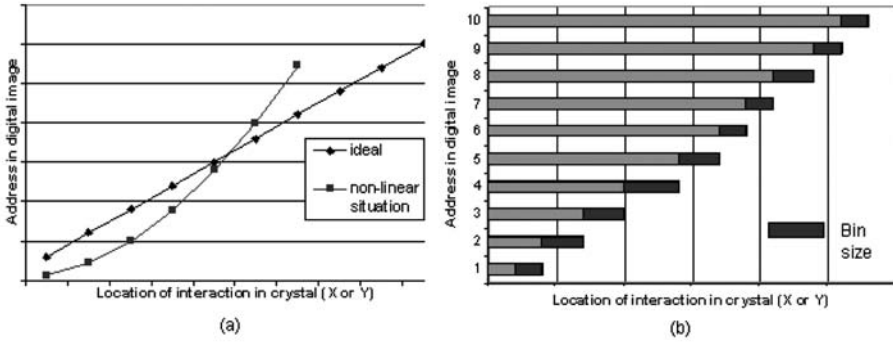 Address in digital image
ideal
non-linear
situation
Location of interaction in crystal (X or Y)
(a)
Address in digital image
10
9
8
7
6
5
4
3
2
1
Bin
size
Location of interaction in crystal (X or Y)
(b)